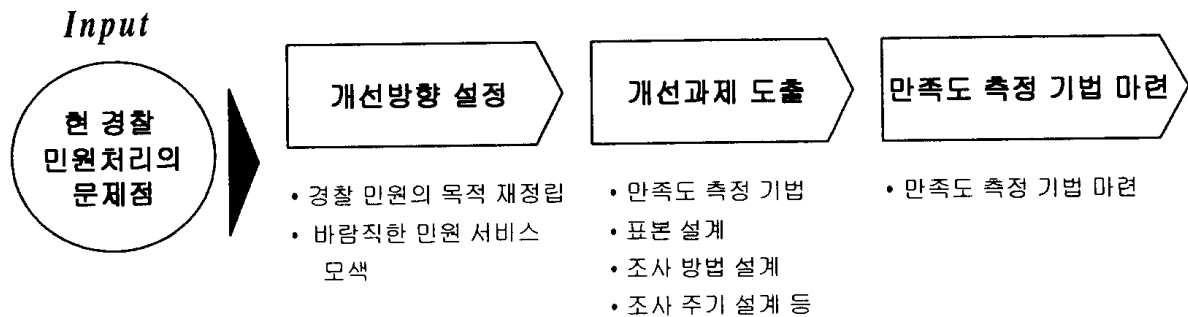 Input
현 경찰
민원처리의
문제점
개선방향 설정
• 경찰 민원의 목적 재정립
• 바람직한 민원 서비스
모색
개선과제 도출
• 만족도 측정 기법
• 표본 설계
• 조사 방법 설계
• 조사 주기 설계 등
만족도 측정 기법 마련
• 만족도 측정 기법 마련